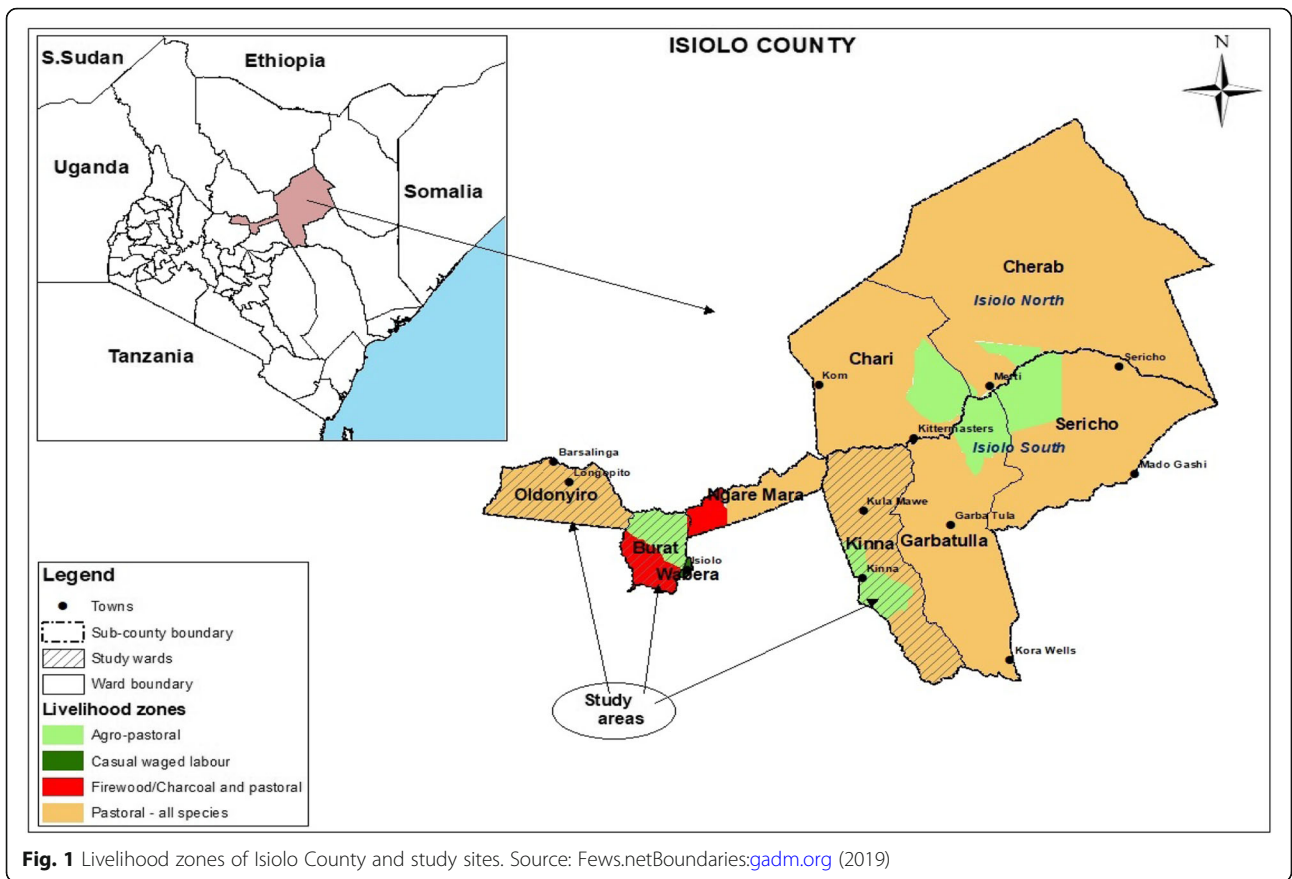 ISIOLO COUNTY
N
S.Sudan
Ethiopia
Uganda
Somalia
Tanzania
Cherab
Isiolo North
Chari
Kom
Merti
Sericho
Sericho
Kittermasters
Isiolo South
Mado Gashi
Barsalinga
Longopito
Oldonyiro
Ngare Mara
Kula Mawe
Garba Tula
Burat
Kinna
Garbatulla
Isiolo
Wabera
Kinna
Kora Wells
Study
areas
Legend
Towns
Sub-county boundary
Study wards
Ward boundary
Livelihood zones
Agro-pastoral
Casual waged labour
Firewood/Charcoal and pastoral
Pastoral - all species
Fig. 1 Livelihood zones of Isiolo County and study sites. Source: Fews.netBoundaries:gadm.org (2019)